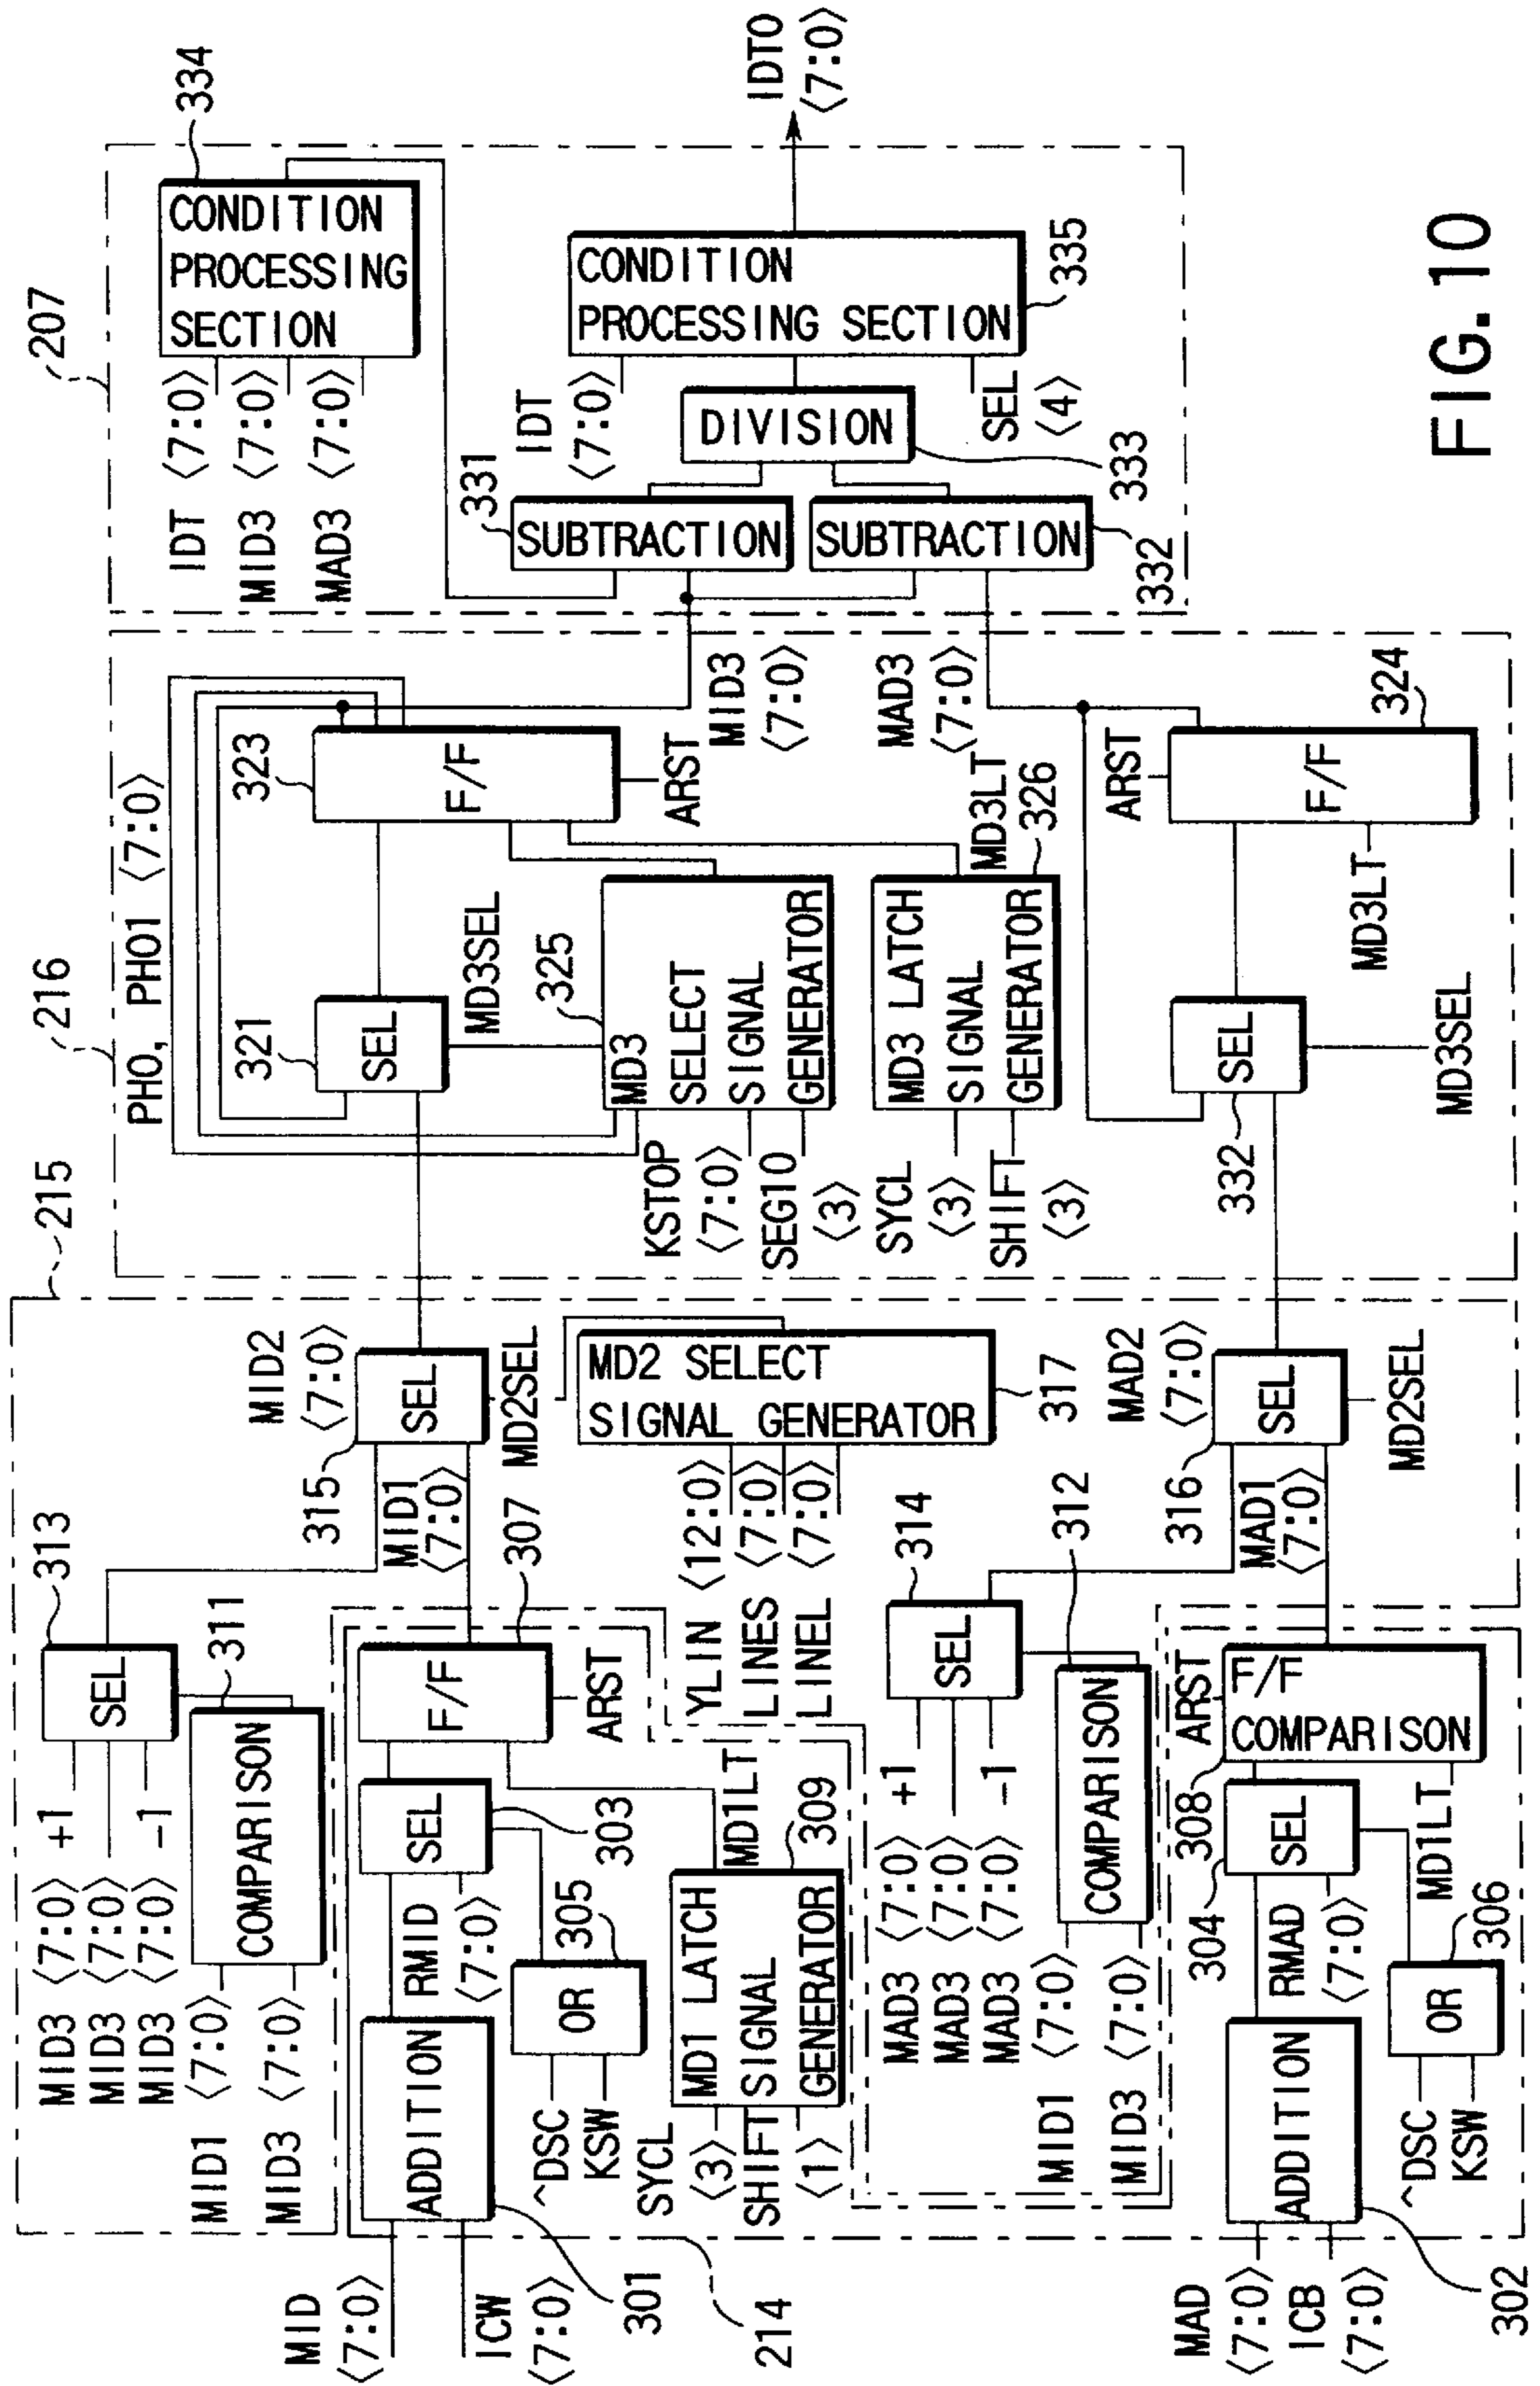 FIG. 10
214
MID
<7:0>
ICW
<7:0>
301
ADDITION
RMID
<7:0>
SEL
303
^DSC
KSW
OR
305
F/F
307
ARST
SYCL
<3>
SHIFT
<1>
MD1 LATCH
SIGNAL
GENERATOR
309
MD1LT
MAD
<7:0>
ICB
<7:0>
302
ADDITION
RMAD
<7:0>
304
SEL
^DSC
KSW
OR
306
MD1LT
308
F/F
COMPARISON
ARST
215
MID3 <7:0> +1
MID3 <7:0>
MID3 <7:0> -1
SEL
313
MID1 <7:0>
MID3 <7:0>
COMPARISON
311
MID1
<7:0>
315
SEL
MID2
<7:0>
MD2SEL
YLIN <12:0>
LINES <7:0>
LINEL <7:0>
MD2 SELECT
SIGNAL GENERATOR
317
MAD3 <7:0> +1
MAD3 <7:0>
MAD3 <7:0> -1
SEL
314
MID1 <7:0>
MID3 <7:0>
COMPARISON
312
MAD1
<7:0>
316
SEL
MAD2
<7:0>
MD2SEL
216
PH0, PH01 <7:0>
321
SEL
MD3SEL
323
F/F
ARST
325
KSTOP
<7:0>
SEG10
<3>
MD3
SELECT
SIGNAL
GENERATOR
SYCL
<3>
SHIFT
<3>
MD3 LATCH
SIGNAL
GENERATOR
MD3LT
326
MID3
<7:0>
MAD3
<7:0>
332
SEL
MD3SEL
MD3LT
F/F
ARST
324
207
IDT <7:0>
MID3 <7:0>
MAD3 <7:0>
CONDITION
PROCESSING
SECTION
334
331
SUBTRACTION
SUBTRACTION
332
DIVISION
333
IDT
<7:0>
SEL
<4>
CONDITION
PROCESSING SECTION
335
IDTO
<7:0>